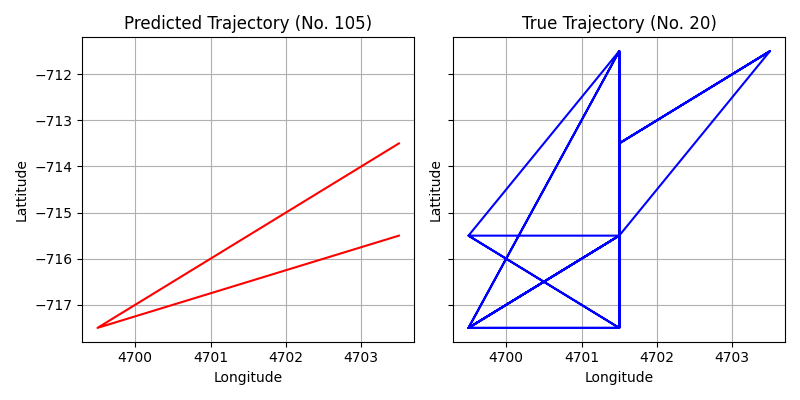 Predicted Trajectory (No. 105)
True Trajectory (No. 20)
−712
−713
−714
−715
−716
−717
Lattitude
Lattitude
4700
4701
4702
4703
4700
4701
4702
4703
Longitude
Longitude